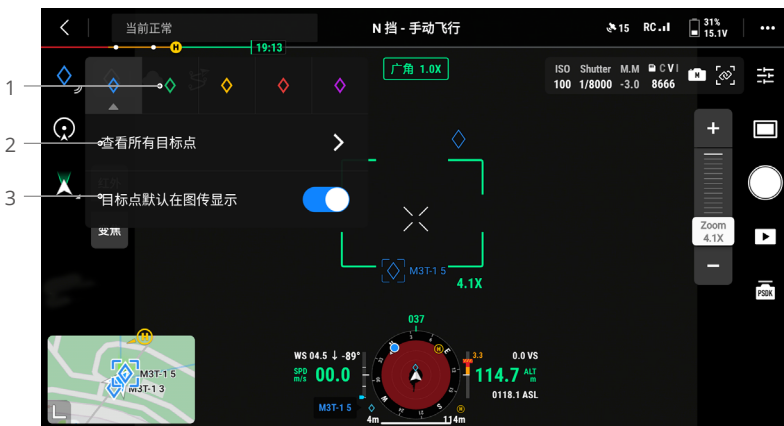 当前正常
N 挡 - 手动飞行
15
RC
31%
15.1V
H
19:13
1
广角 1.0X
ISO Shutter M.M C V I
100 1/8000 -3.0 8666
2
查看所有目标点
3
目标点默认在图传显示
变焦
Zoom
4.1X
M3T-1 5
4.1X
PSDK
037
H
M3T-1 5
M3T-1 3
WS 04.5 ↓ -89°
3.3
0.0 VS
SPD
m/s
00.0
114.7
ALT
m
0118.1 ASL
M3T-1 5
4m
114m
N
E
S
W
H